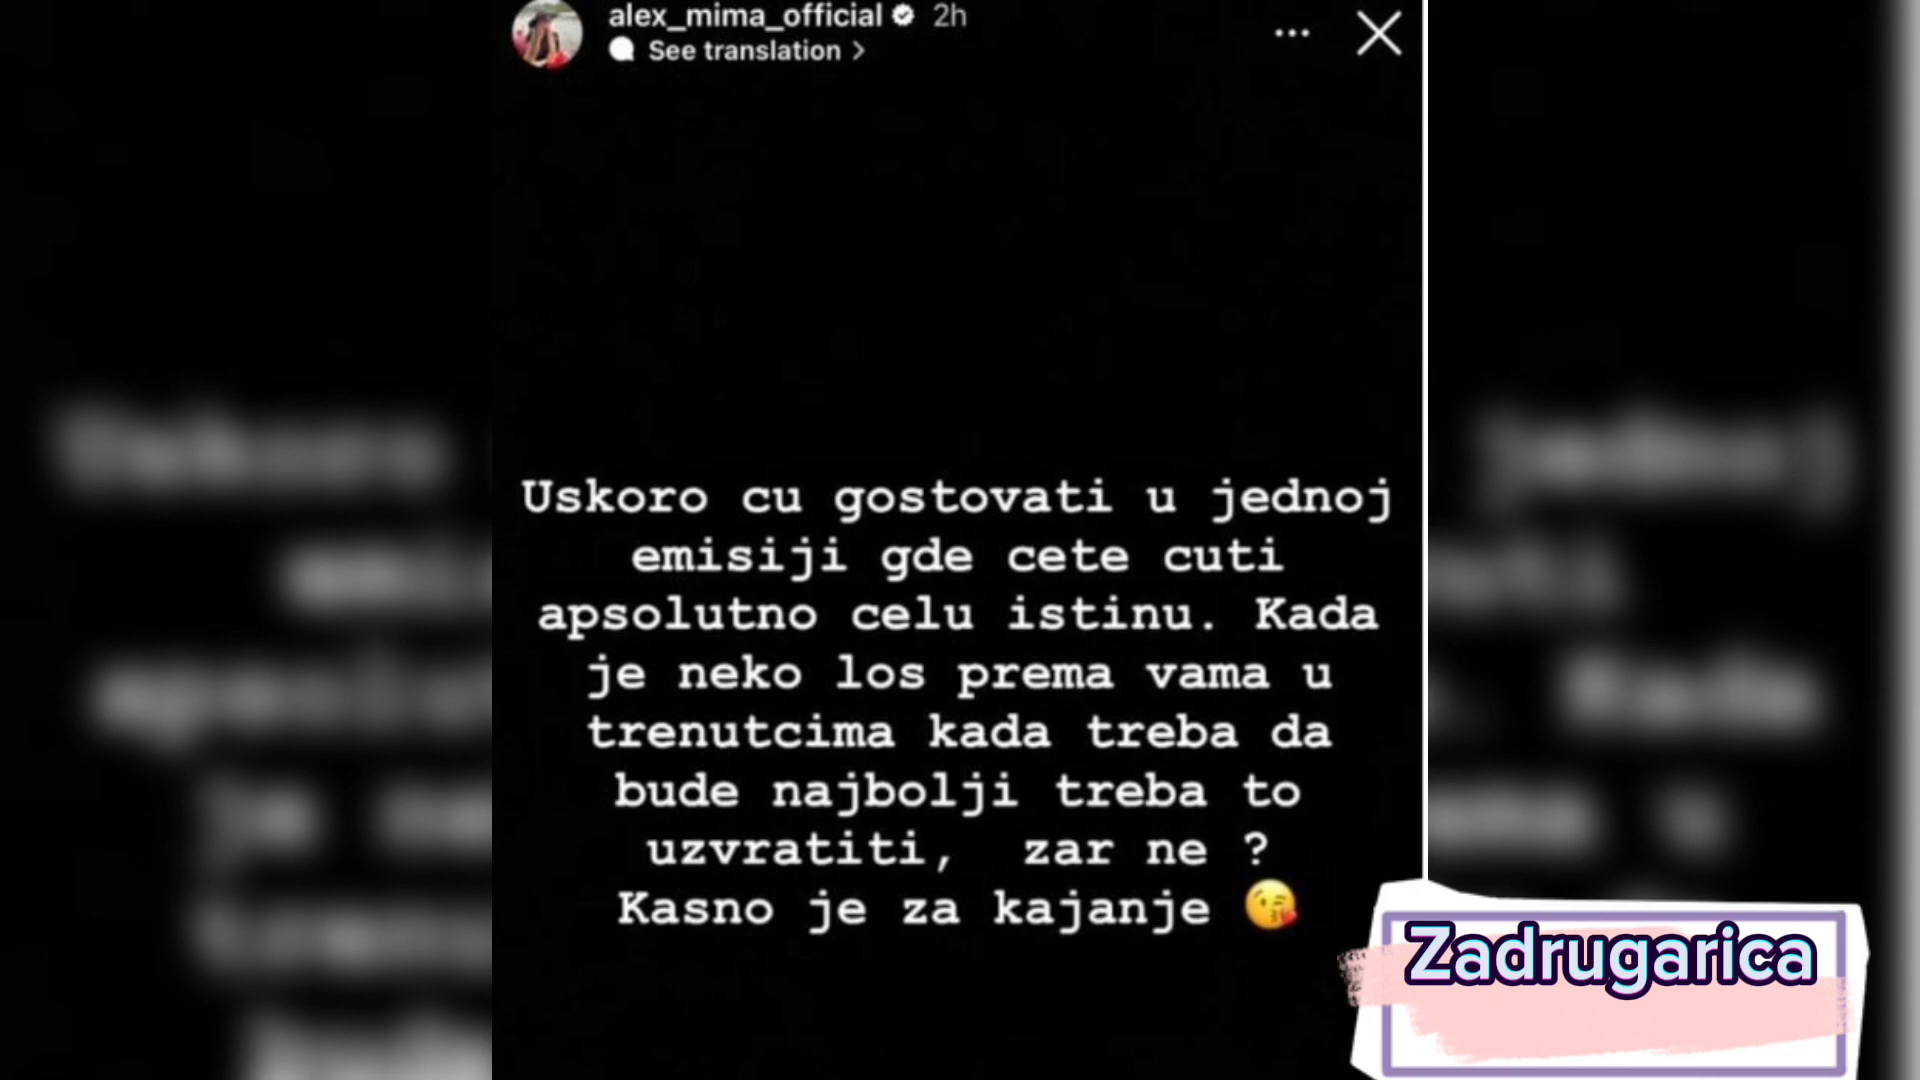 alex_mima_official 2h
See translation >
Uskoro cu gostovati u jednoj
emisiji gde cete cuti
apsolutno celu istinu. Kada
je neko los prema vama u
trenutcima kada treba da
bude najbolji treba to
uzvratiti,  zar ne ?
Kasno je za kajanje 😘
Zadrugarica